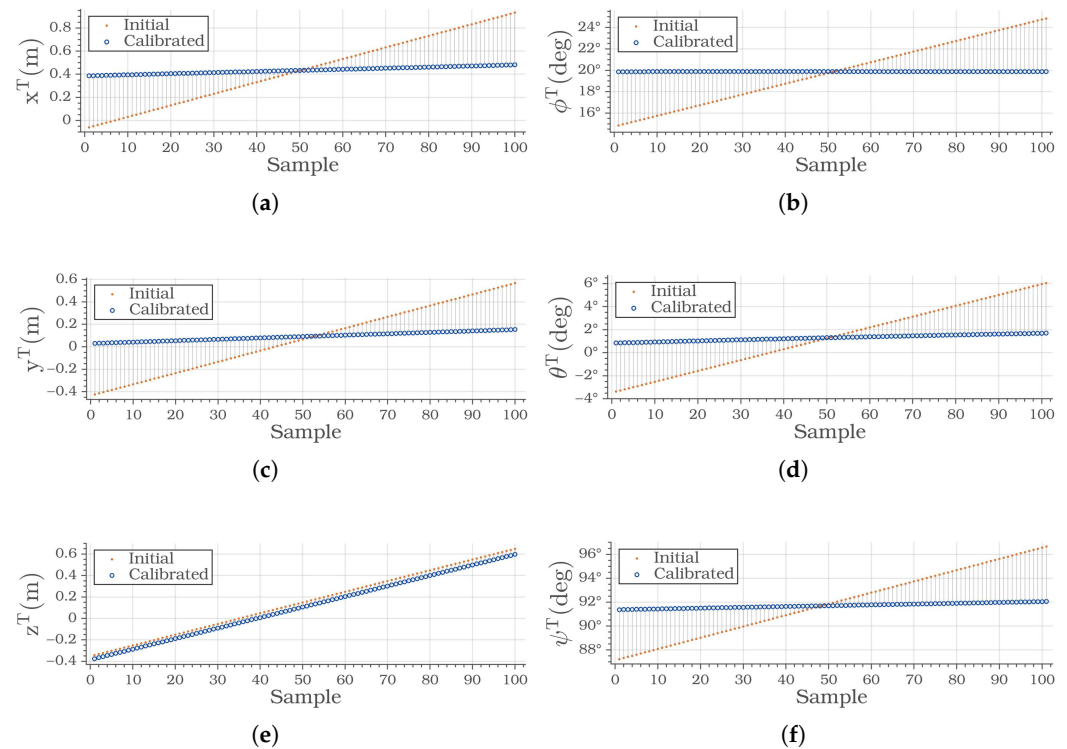 Initial
Calibrated
x^T (m)
0.8
0.6
0.4
0.2
0
0 10 20 30 40 50 60 70 80 90 100
Sample
(a)
Initial
Calibrated
ϕ^T (deg)
24°
22°
20°
18°
16°
0 10 20 30 40 50 60 70 80 90 100
Sample
(b)
Initial
Calibrated
y^T (m)
0.6
0.4
0.2
0
−0.2
−0.4
0 10 20 30 40 50 60 70 80 90 100
Sample
(c)
Initial
Calibrated
θ^T (deg)
6°
4°
2°
0°
−2°
−4°
0 10 20 30 40 50 60 70 80 90 100
Sample
(d)
Initial
Calibrated
z^T (m)
0.6
0.4
0.2
0
−0.2
−0.4
0 10 20 30 40 50 60 70 80 90 100
Sample
(e)
Initial
Calibrated
ψ^T (deg)
96°
94°
92°
90°
88°
0 10 20 30 40 50 60 70 80 90 100
Sample
(f)